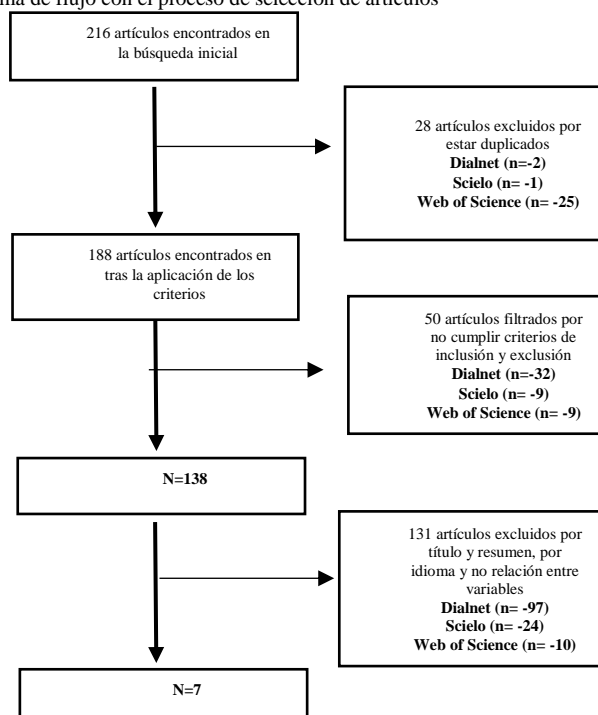 de flujo con el proceso de selección de artículos
216 artículos encontrados en
la búsqueda inicial
28 artículos excluidos por
estar duplicados
Dialnet (n=-2)
Scielo (n= -1)
Web of Science (n= -25)
188 artículos encontrados en
tras la aplicación de los
criterios
50 artículos filtrados por
no cumplir criterios de
inclusión y exclusión
Dialnet (n=-32)
Scielo (n= -9)
Web of Science (n= -9)
N=138
131 artículos excluidos por
título y resumen, por
idioma y no relación entre
variables
Dialnet (n= -97)
Scielo (n= -24)
Web of Science (n= -10)
N=7